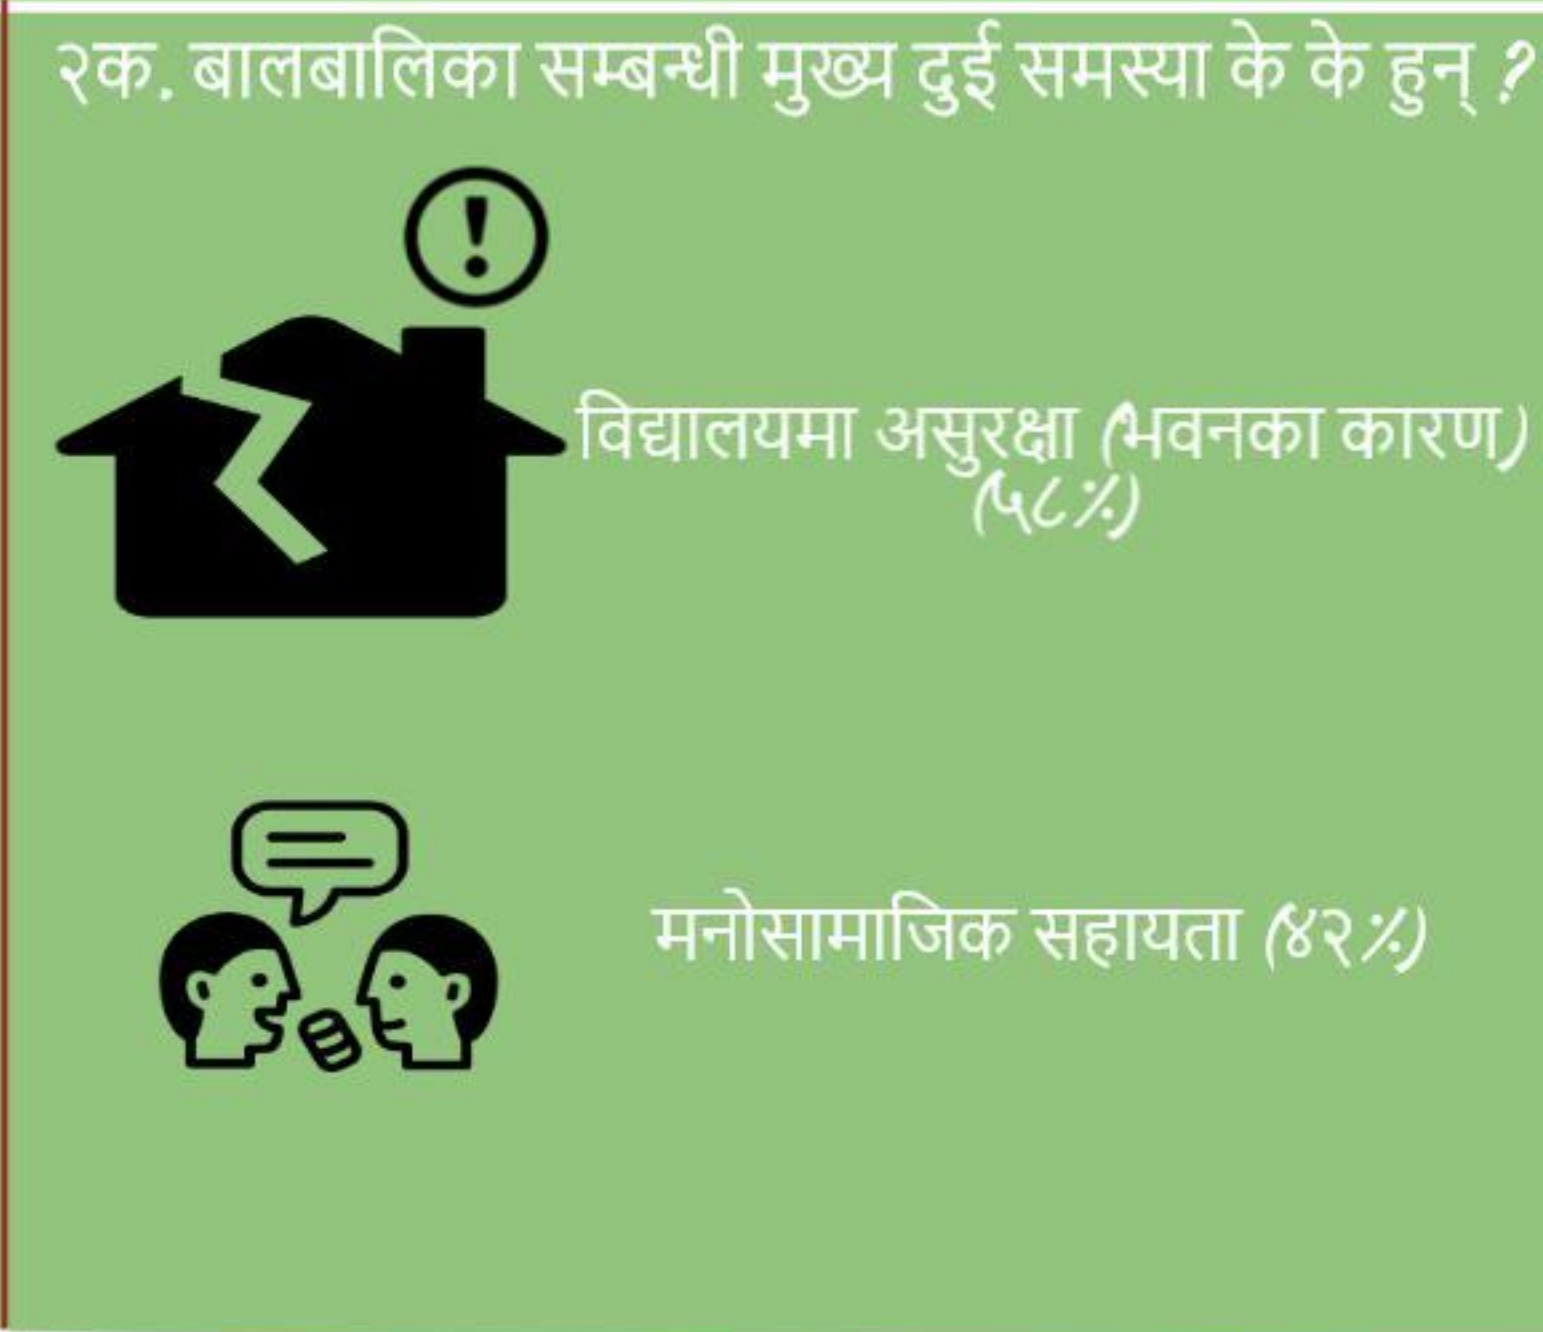 २क. बालबालिका सम्बन्धी मुख्य दुई समस्या के के हुन् ?
!
विद्यालयमा असुरक्षा (भवनका कारण)
(५८%)
मनोसामाजिक सहायता (४२%)